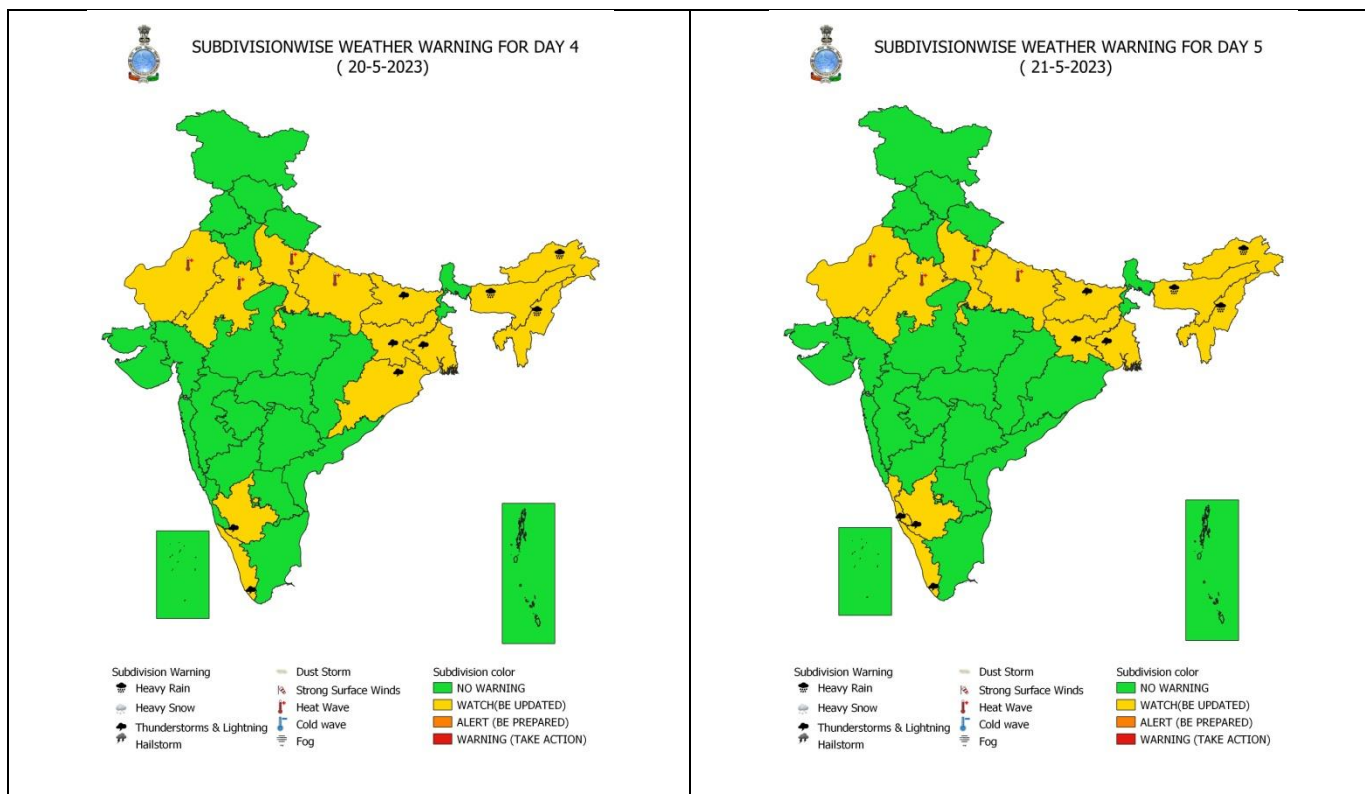 SUBDIVISIONWISE WEATHER WARNING FOR DAY 4
( 20-5-2023)
Subdivision Warning
Heavy Rain
Heavy Snow
Thunderstorms & Lightning
Hailstorm
Dust Storm
Strong Surface Winds
Heat Wave
Cold wave
Fog
Subdivision color
NO WARNING
WATCH(BE UPDATED)
ALERT (BE PREPARED)
WARNING (TAKE ACTION)
SUBDIVISIONWISE WEATHER WARNING FOR DAY 5
( 21-5-2023)
Subdivision Warning
Heavy Rain
Heavy Snow
Thunderstorms & Lightning
Hailstorm
Dust Storm
Strong Surface Winds
Heat Wave
Cold wave
Fog
Subdivision color
NO WARNING
WATCH(BE UPDATED)
ALERT (BE PREPARED)
WARNING (TAKE ACTION)